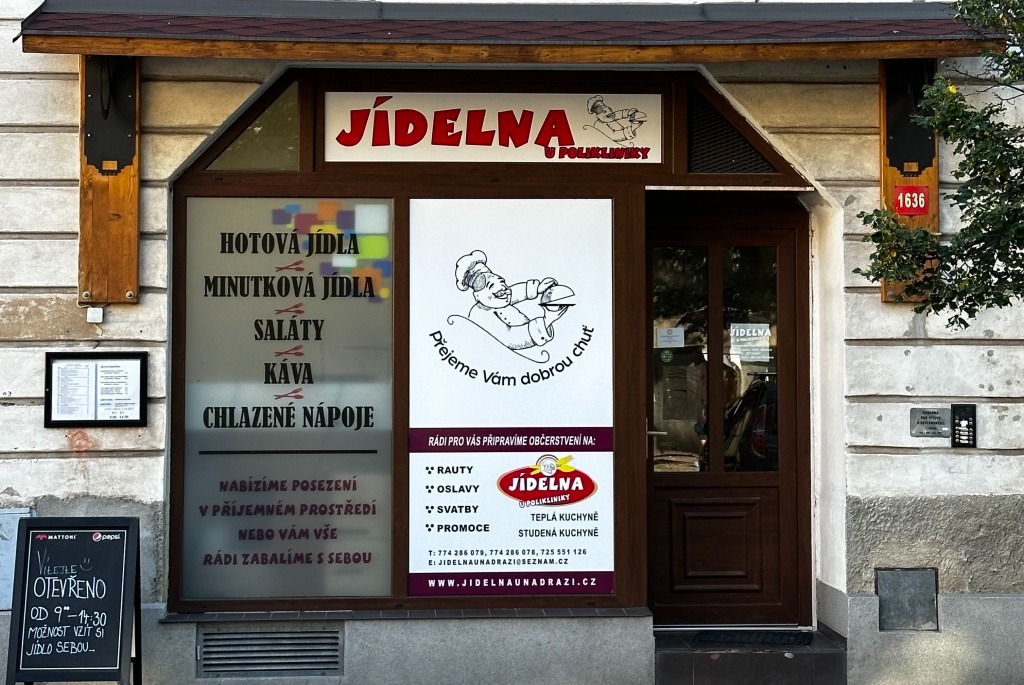 JÍDELNA
U POLIKLINIKY
1636
HOTOVÁ JÍDLA
MINUTKOVÁ JÍDLA
SALÁTY
KÁVA
CHLAZENÉ NÁPOJE
NABÍZÍME POSEZENÍ
V PŘÍJEMNÉM PROSTŘEDÍ
NEBO VÁM VŠE
RÁDI ZABALÍME S SEBOU
Přejeme Vám dobrou chuť
RÁDI PRO VÁS PŘIPRAVÍME OBČERSTVENÍ NA:
RAUTY
OSLAVY
SVATBY
PROMOCE
JÍDELNA
U POLIKLINIKY
TEPLÁ KUCHYNĚ
STUDENÁ KUCHYNĚ
T: 774 286 079, 774 286 078, 725 551 126
E: JIDELNAUNADRAZI@SEZNAM.CZ
WWW.JIDELNAUNADRAZI.CZ
JÍDELNA
MATTONI
pepsi
VÍTEJTE
OTEVŘENO
OD 9⁰⁰-14:30
MOŽNOST VZÍT SI
JÍDLO SEBOU...